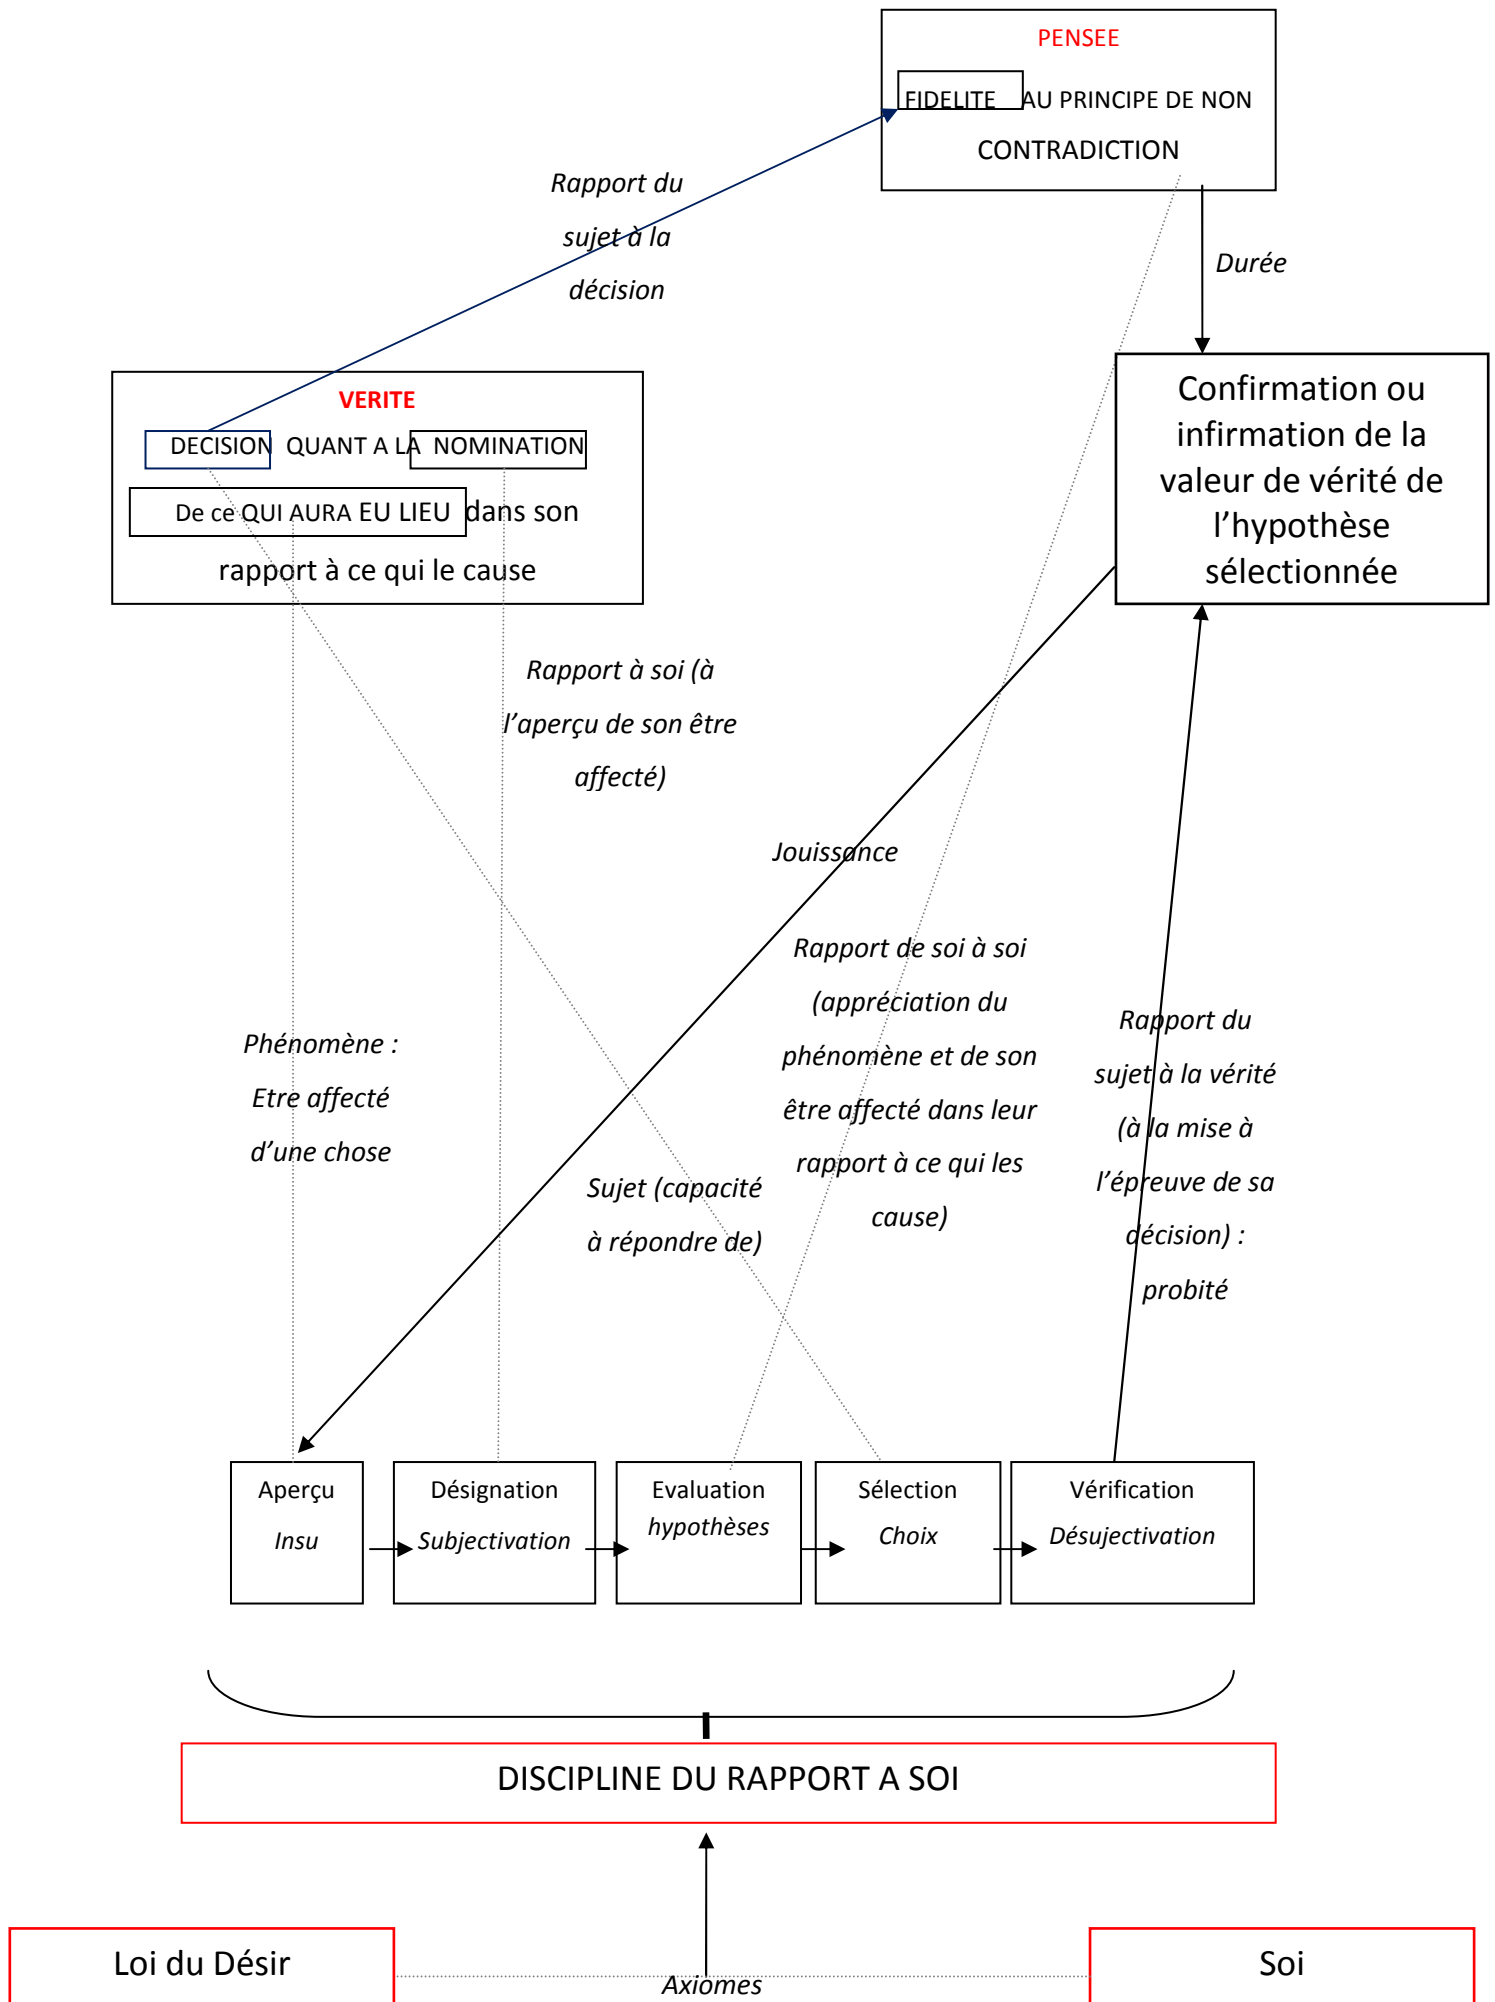 PENSEE
FIDELITE AU PRINCIPE DE NON
CONTRADICTION
Rapport du
sujet à la
décision
Durée
VERITE
DECISION QUANT A LA NOMINATION
De ce QUI AURA EU LIEU dans son
rapport à ce qui le cause
Confirmation ou
infirmation de la
valeur de vérité de
l’hypothèse
sélectionnée
Rapport à soi (à
l’aperçu de son être
affecté)
Jouissance
Rapport de soi à soi
(appréciation du
phénomène et de son
être affecté dans leur
rapport à ce qui les
cause)
Rapport du
sujet à la vérité
(à la mise à
l’épreuve de sa
décision) :
probité
Phénomène :
Etre affecté
d’une chose
Sujet (capacité
à répondre de)
Aperçu
Insu
Désignation
Subjectivation
Evaluation
hypothèses
Sélection
Choix
Vérification
Désujectivation
DISCIPLINE DU RAPPORT A SOI
Loi du Désir
Axiomes
Soi